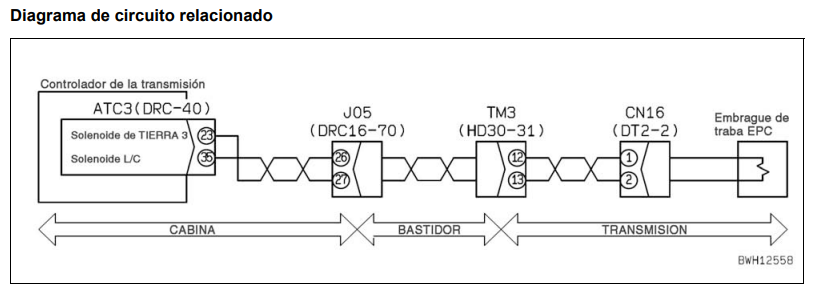 Diagrama de circuito relacionado
Controlador de la transmisión
ATC3(DRC-40)
Solenoide de TIERRA 3 23
Solenoide L/C 35
J05
(DRC16-70)
26
27
TM3
(HD30-31)
12
13
CN16
(DT2-2)
1
2
Embrague de
traba EPC
CABINA
BASTIDOR
TRANSMISION
BWH12558